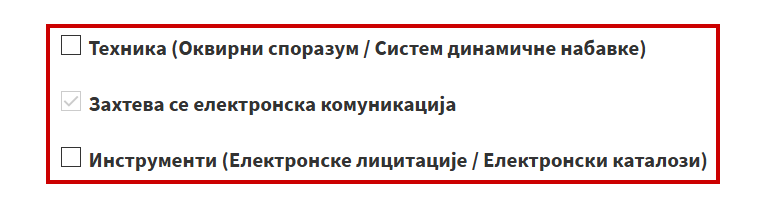 Техника (Оквирни споразум / Систем динамичне набавке)
Захтева се електронска комуникација
Инструменти (Електронске лицитације / Електронски каталози)